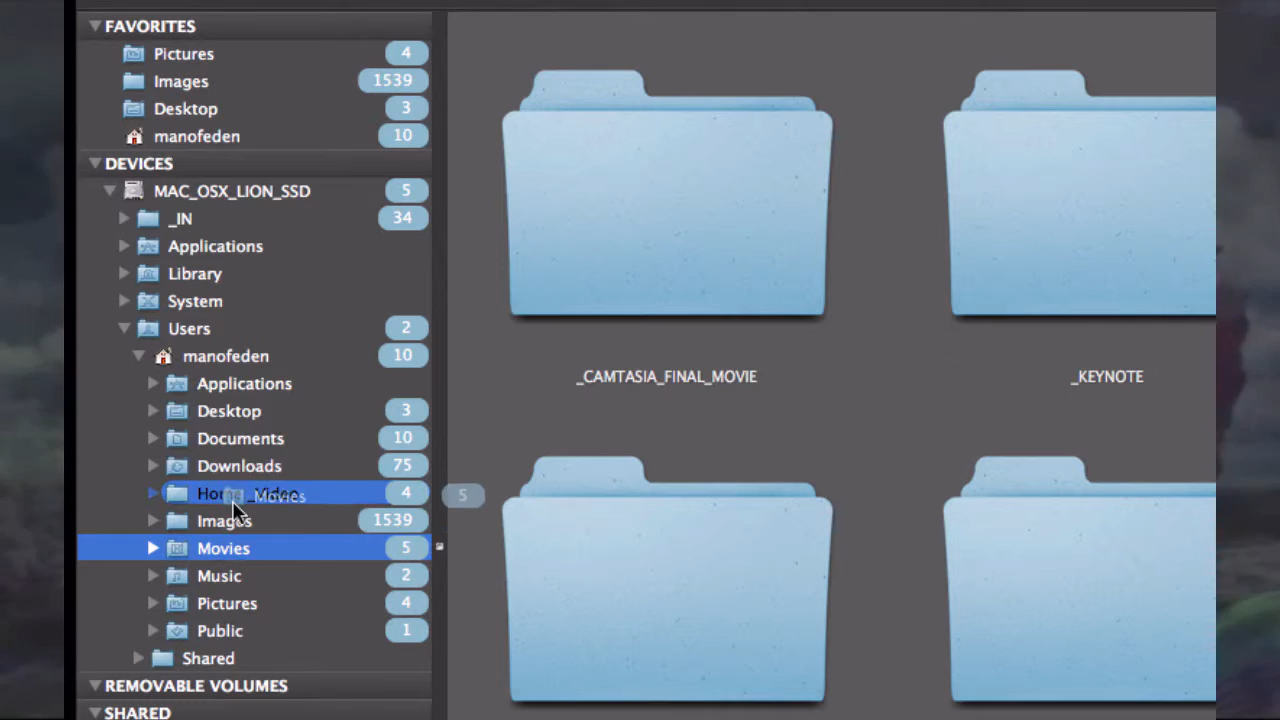 FAVORITES
Pictures 4
Images 1539
Desktop 3
manofeden 10
DEVICES
MAC_OSX_LION_SSD 5
_IN 34
Applications
Library
System
Users 2
manofeden 10
Applications
Desktop 3
Documents 10
Downloads 75
Home_Video 4
Movies 5
Images 1539
Movies 5
Music 2
Pictures 4
Public 1
Shared
REMOVABLE VOLUMES
SHARED
_CAMTASIA_FINAL_MOVIE
_KEYNOTE